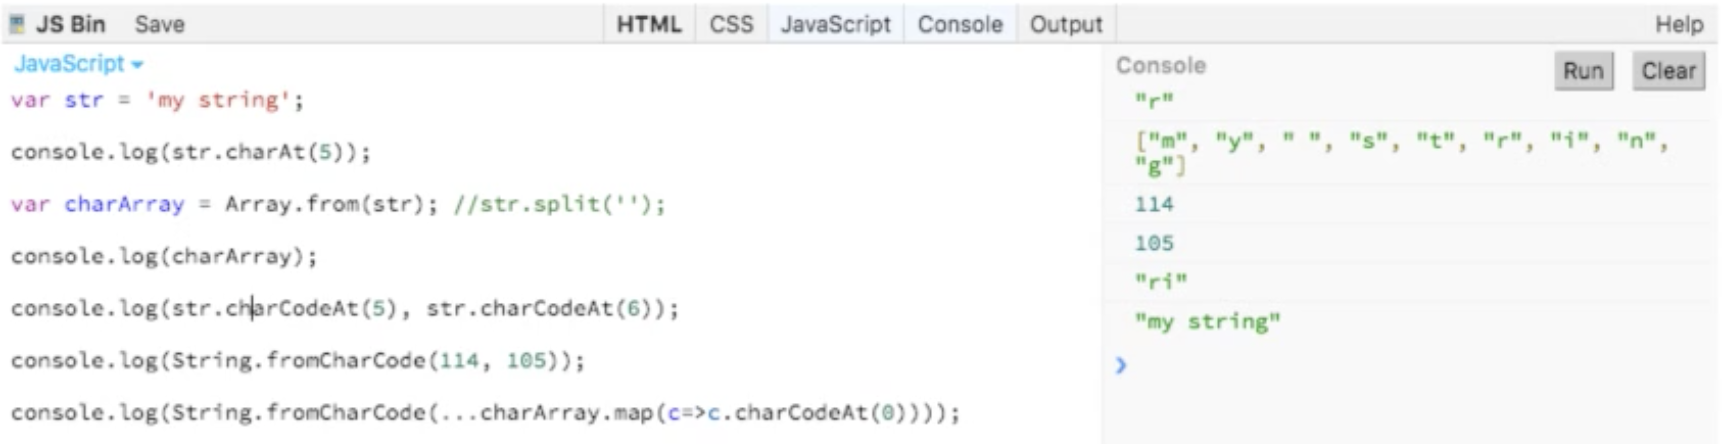 JS Bin Save HTML CSS JavaScript Console Output Help
JavaScript
var str = 'my string';
console.log(str.charAt(5));
var charArray = Array.from(str); //str.split('');
console.log(charArray);
console.log(str.charCodeAt(5), str.charCodeAt(6));
console.log(String.fromCharCode(114, 105));
console.log(String.fromCharCode(...charArray.map(c=>c.charCodeAt(0))));
Console Run Clear
"r"
["m", "y", " ", "s", "t", "r", "i", "n",
"g"]
114
105
"ri"
"my string"